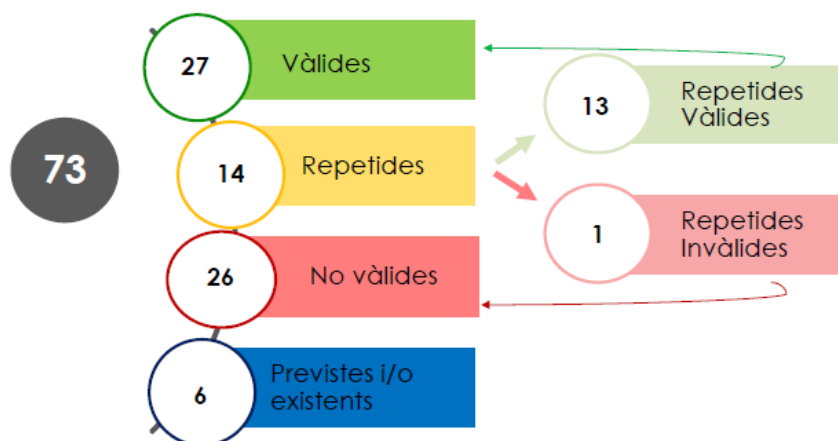 73
27
Vàlides
14
Repetides
26
No vàlides
6
Previstes i/o
existents
13
Repetides
Vàlides
1
Repetides
Invàlides